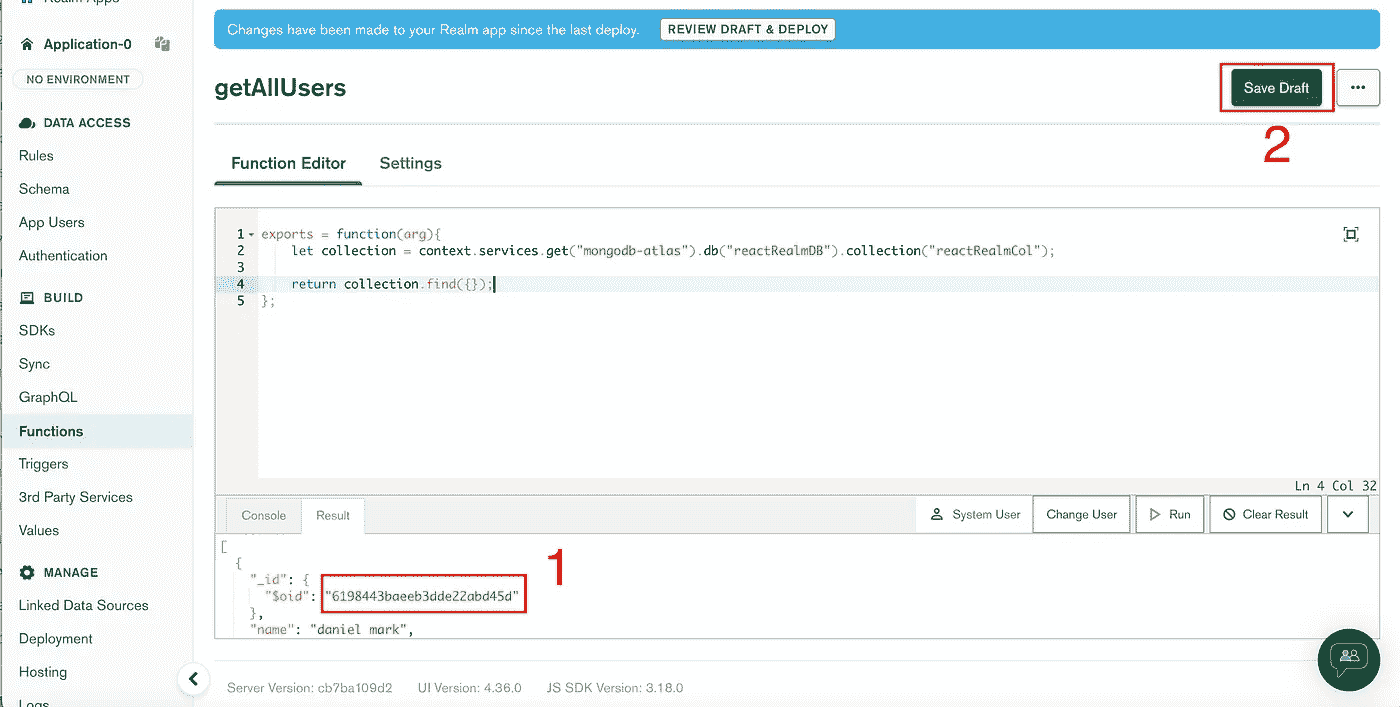 Realm Apps
Application-0
NO ENVIRONMENT
DATA ACCESS
Rules
Schema
App Users
Authentication
BUILD
SDKs
Sync
GraphQL
Functions
Triggers
3rd Party Services
Values
MANAGE
Linked Data Sources
Deployment
Hosting
Logs
Changes have been made to your Realm app since the last deploy. REVIEW DRAFT & DEPLOY
getAllUsers
Save Draft
2
Function Editor Settings
1 exports = function(arg){
2 let collection = context.services.get("mongodb-atlas").db("reactRealmDB").collection("reactRealmCol");
3
4 return collection.find({});
5 };
Ln 4 Col 32
Console Result System User Change User Run Clear Result
[
{
"_id": {
"$oid": "6198443baeeb3dde22abd45d"
},
"name": "daniel mark",
1
Server Version: cb7ba109d2 UI Version: 4.36.0 JS SDK Version: 3.18.0